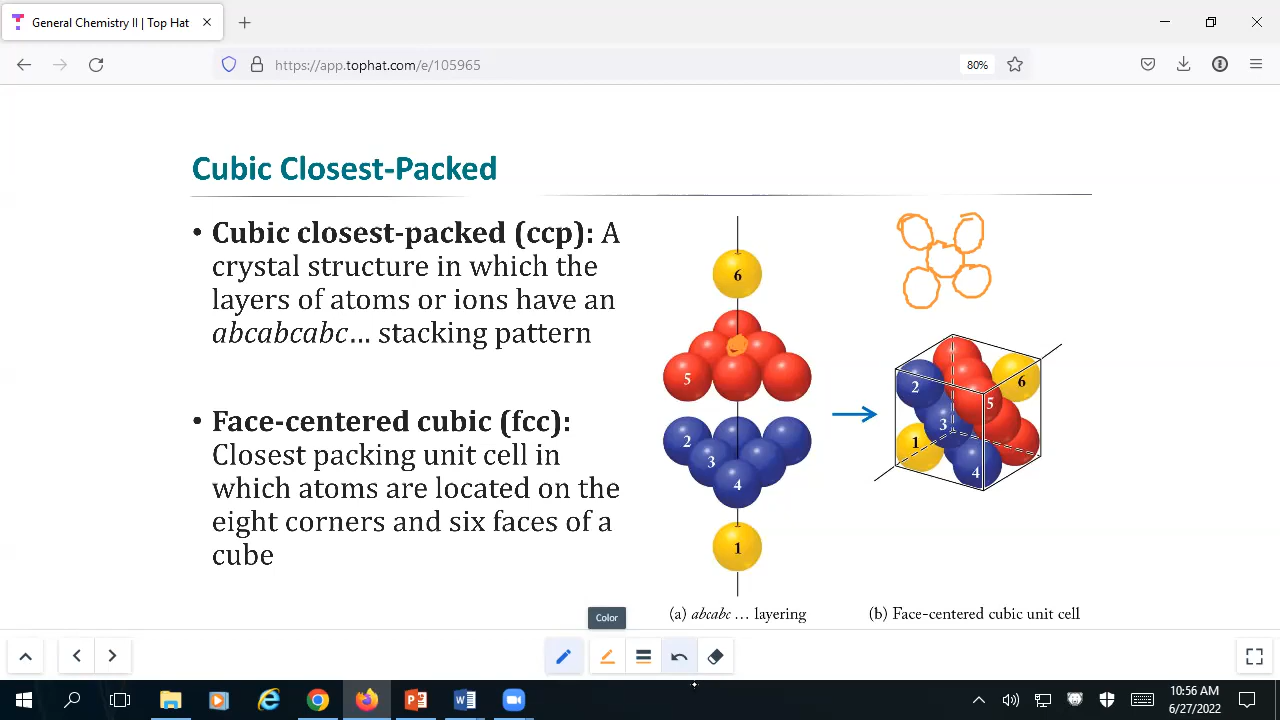 General Chemistry II | Top Hat
https://app.tophat.com/e/105965
80%
Cubic Closest-Packed
• Cubic closest-packed (ccp): A
crystal structure in which the
layers of atoms or ions have an
abcabcabc... stacking pattern
• Face-centered cubic (fcc):
Closest packing unit cell in
which atoms are located on the
eight corners and six faces of a
cube
6
5
2
3
4
1
2
6
5
3
1
4
(a) abcabc ... layering
(b) Face-centered cubic unit cell
Color
10:56 AM
6/27/2022